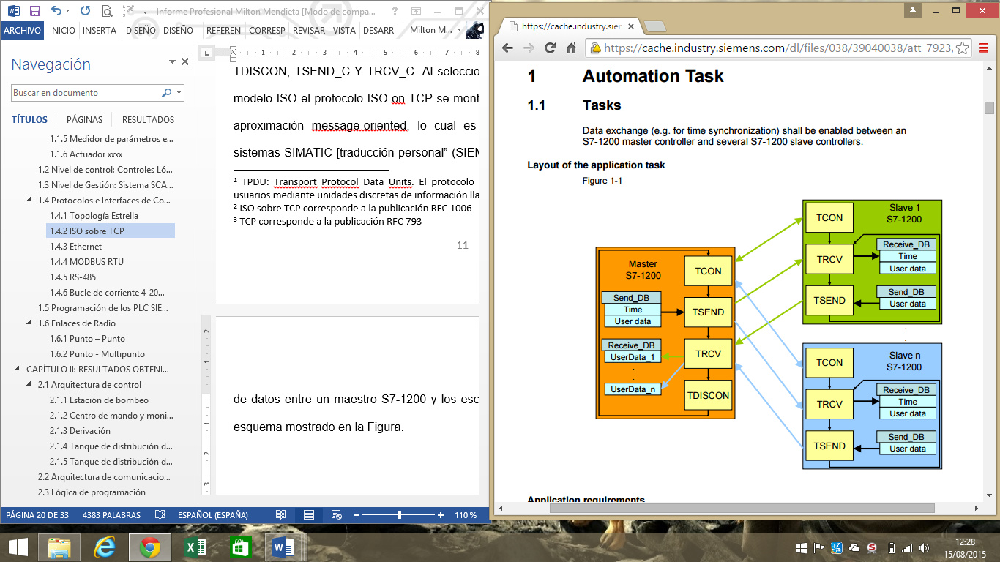 Informe Profesional Milton Mendieta [Modo de compa...
ARCHIVO INICIO INSERTA DISEÑO DISEÑO REFEREN CORRESP REVISAR VISTA DESARR Milton M...
Navegación
Buscar en documento
TÍTULOS PÁGINAS RESULTADOS
1.1.5 Medidor de parámetros e...
1.1.6 Actuador xxxx
1.2 Nivel de control: Controles Ló...
1.3 Nivel de Gestión: Sistema SCA...
1.4 Protocolos e Interfaces de Co...
1.4.1 Topología Estrella
1.4.2 ISO sobre TCP
1.4.3 Ethernet
1.4.4 MODBUS RTU
1.4.5 RS-485
1.4.6 Bucle de corriente 4-20...
1.5 Programación de los PLC SIE...
1.6 Enlaces de Radio
1.6.1 Punto – Punto
1.6.2 Punto - Multipunto
CAPÍTULO II: RESULTADOS OBTENI...
2.1 Arquitectura de control
2.1.1 Estación de bombeo
2.1.2 Centro de mando y moni...
2.1.3 Derivación
2.1.4 Tanque de distribución d...
2.1.5 Tanque de distribución d...
2.2 Arquitectura de comunicacio...
2.3 Lógica de programación
1 2 3 4 5 6 7 8
TDISCON, TSEND_C Y TRCV_C. Al seleccio
modelo ISO el protocolo ISO-on-TCP se mont
aproximación message-oriented, lo cual es
sistemas SIMATIC [traducción personal” (SIEM
1 TPDU: Transport Protocol Data Units. El protocolo
usuarios mediante unidades discretas de información lla
2 ISO sobre TCP corresponde a la publicación RFC 1006
3 TCP corresponde a la publicación RFC 793
11
de datos entre un maestro S7-1200 y los esc
esquema mostrado en la Figura.
PÁGINA 20 DE 33 4383 PALABRAS ESPAÑOL (ESPAÑA) 110 %
https://cache.industry.sien
https://cache.industry.siemens.com/dl/files/038/39040038/att_7923
1 Automation Task
1.1 Tasks
Data exchange (e.g. for time synchronization) shall be enabled between an
S7-1200 master controller and several S7-1200 slave controllers.
Layout of the application task
Figure 1-1
Master
S7-1200
TCON
Send_DB
Time
User data
TSEND
Receive_DB
UserData_1
.
.
UserData_n
TRCV
TDISCON
Slave 1
S7-1200
TCON
TRCV
Receive_DB
Time
User data
TSEND
Send_DB
User data
.
.
Slave n
S7-1200
TCON
TRCV
Receive_DB
Time
User data
TSEND
Send_DB
User data
Application requirements
12:28
15/08/2015